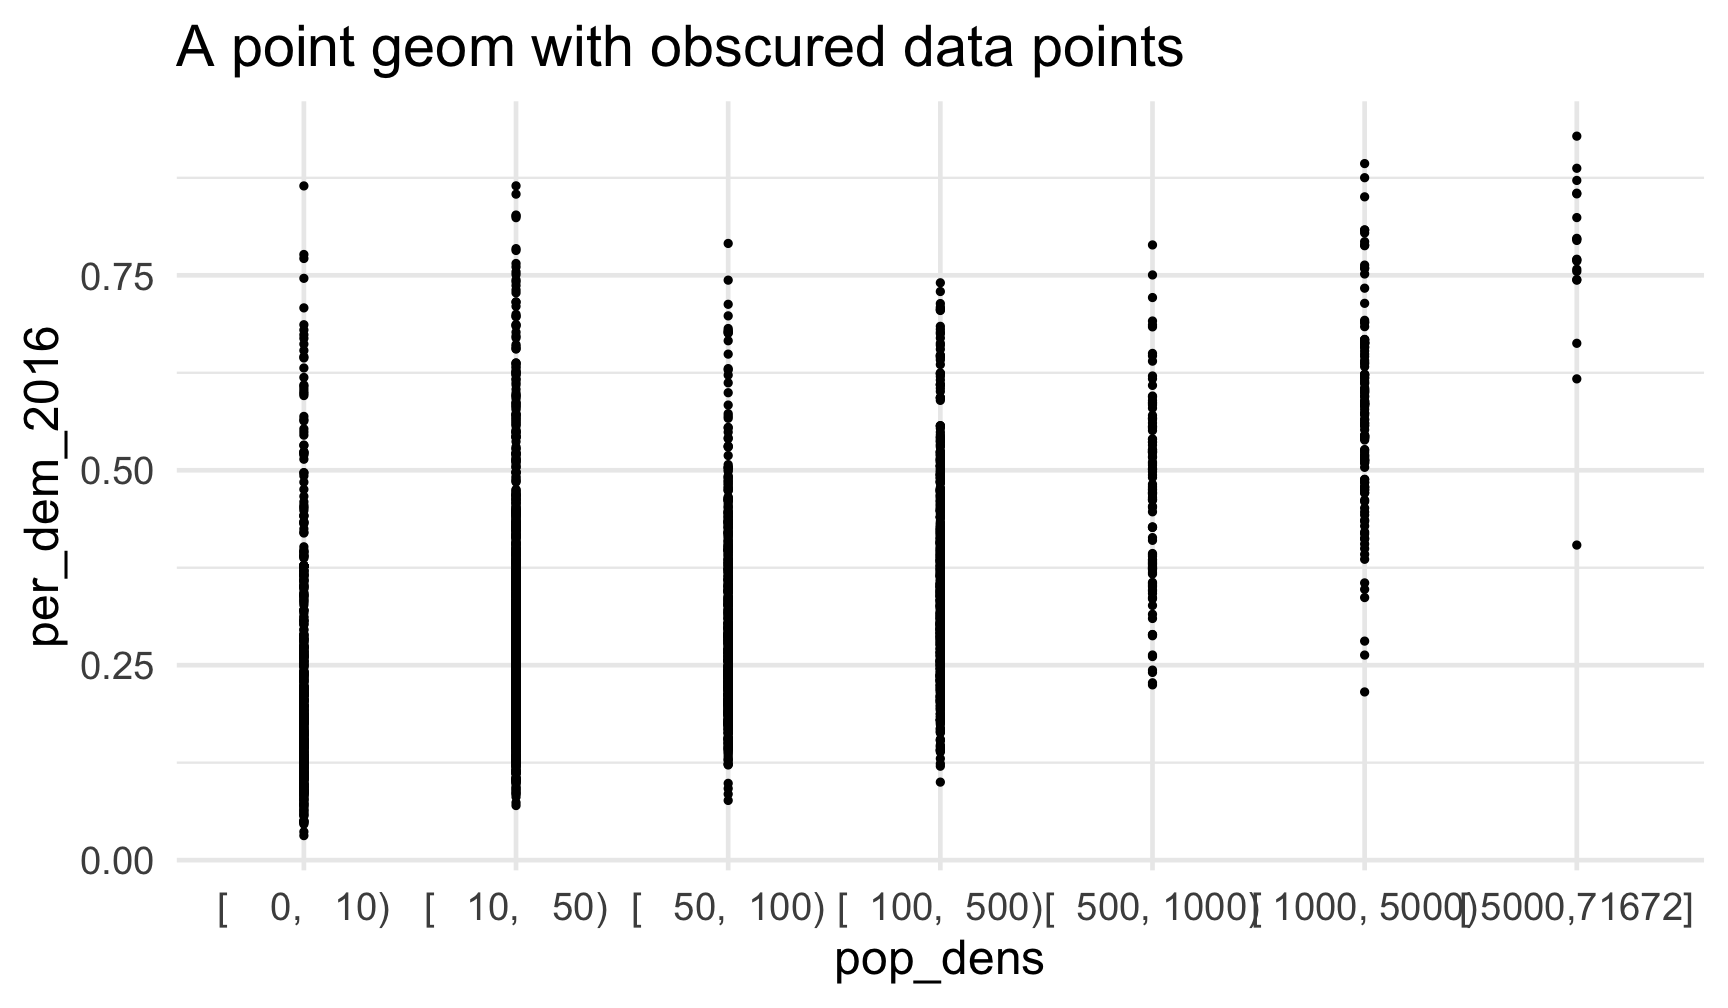 A point geom with obscured data points
per_dem_2016
0.75
0.50
0.25
0.00
[    0,   10) [   10,   50) [   50,  100) [  100,  500) [  500, 1000) [ 1000, 5000) [ 5000,71672]
pop_dens